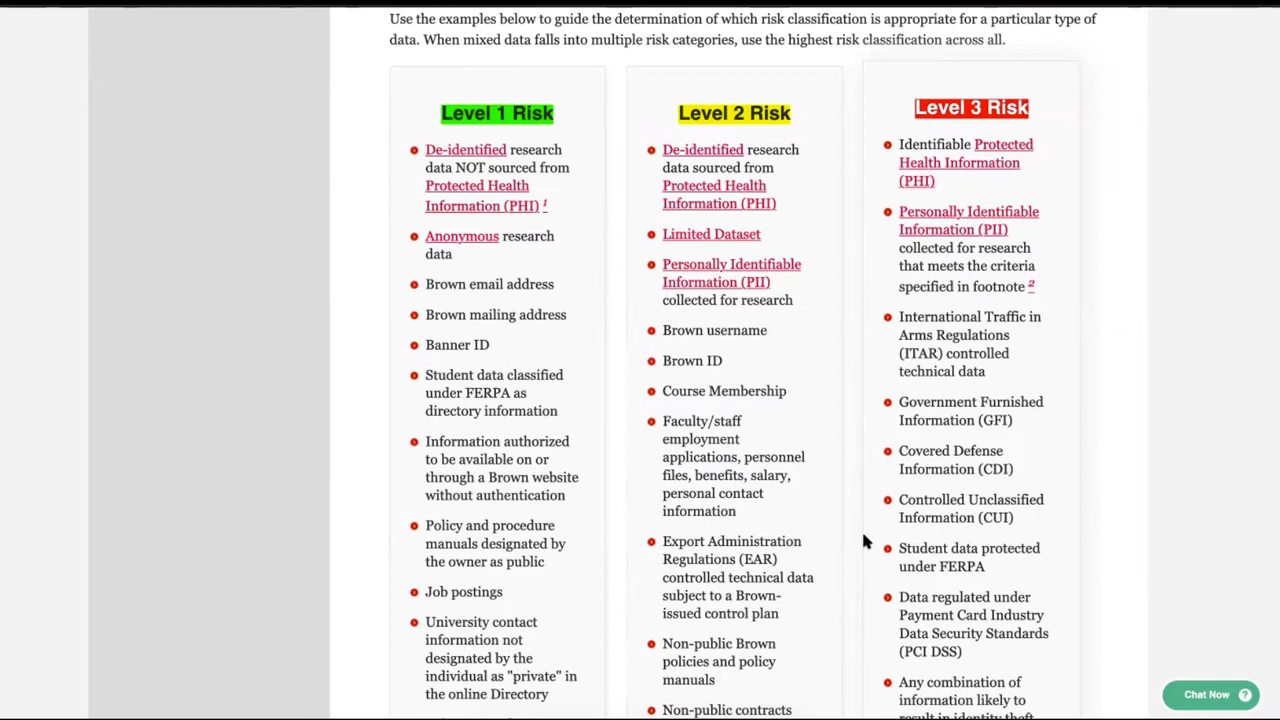 Use the examples below to guide the determination of which risk classification is appropriate for a particular type of
data. When mixed data falls into multiple risk categories, use the highest risk classification across all.
Level 1 Risk
De-identified research
data NOT sourced from
Protected Health
Information (PHI) 1
Anonymous research
data
Brown email address
Brown mailing address
Banner ID
Student data classified
under FERPA as
directory information
Information authorized
to be available on or
through a Brown website
without authentication
Policy and procedure
manuals designated by
the owner as public
Job postings
University contact
information not
designated by the
individual as "private" in
the online Directory
Level 2 Risk
De-identified research
data sourced from
Protected Health
Information (PHI)
Limited Dataset
Personally Identifiable
Information (PII)
collected for research
Brown username
Brown ID
Course Membership
Faculty/staff
employment
applications, personnel
files, benefits, salary,
personal contact
information
Export Administration
Regulations (EAR)
controlled technical data
subject to a Brown-
issued control plan
Non-public Brown
policies and policy
manuals
Non-public contracts
Level 3 Risk
Identifiable Protected
Health Information
(PHI)
Personally Identifiable
Information (PII)
collected for research
that meets the criteria
specified in footnote 2
International Traffic in
Arms Regulations
(ITAR) controlled
technical data
Government Furnished
Information (GFI)
Covered Defense
Information (CDI)
Controlled Unclassified
Information (CUI)
Student data protected
under FERPA
Data regulated under
Payment Card Industry
Data Security Standards
(PCI DSS)
Any combination of
information likely to
result in identity theft
Chat Now ?